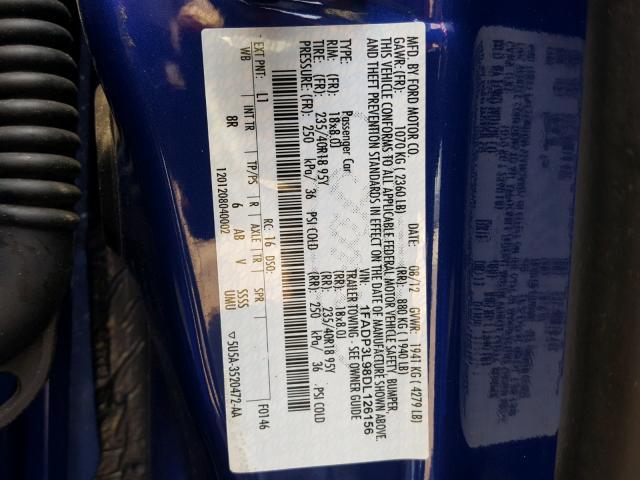 MFD. BY FORD MOTOR CO.
DATE: 08/12 GVWR: 1941 KG ( 4279 LB)
GAWR: (FR): 1070 KG ( 2360 LB) (RR): 880 KG ( 1940 LB)
THIS VEHICLE CONFORMS TO ALL APPLICABLE FEDERAL MOTOR VEHICLE SAFETY, BUMPER
AND THEFT PREVENTION STANDARDS IN EFFECT ON THE DATE OF MANUFACTURE SHOWN ABOVE.
VIN: 1FADP3L98DL126156
TYPE: Passenger Car TRAILER TOWING - SEE OWNER GUIDE
RIM: (FR): 18x8.0J (RR): 18x8.0J
TIRE: (FR): 235/40R18 95Y (RR): 235/40R18 95Y
PRESSURE: (FR): 250 kPa/ 36 PSI COLD (RR): 250 kPa/ 36 PSI COLD
EXT PNT: L1 RC: 16 DSO: F0146
WB INT TR TP/PS R AXLE TR SPR
8R 6 AB V SSSS
1201208040002 UMU ▽5U5A-3520472-AA